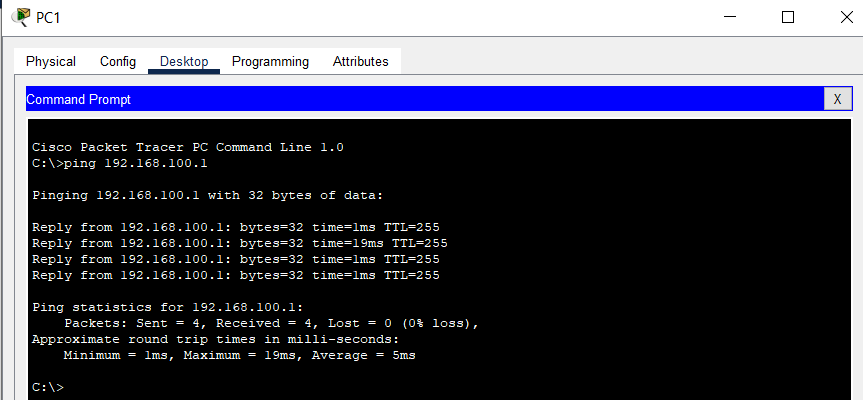 PC1
Physical Config Desktop Programming Attributes
Command Prompt X
Cisco Packet Tracer PC Command Line 1.0
C:\>ping 192.168.100.1
Pinging 192.168.100.1 with 32 bytes of data:
Reply from 192.168.100.1: bytes=32 time=1ms TTL=255
Reply from 192.168.100.1: bytes=32 time=19ms TTL=255
Reply from 192.168.100.1: bytes=32 time=1ms TTL=255
Reply from 192.168.100.1: bytes=32 time=1ms TTL=255
Ping statistics for 192.168.100.1:
    Packets: Sent = 4, Received = 4, Lost = 0 (0% loss),
Approximate round trip times in milli-seconds:
    Minimum = 1ms, Maximum = 19ms, Average = 5ms
C:\>